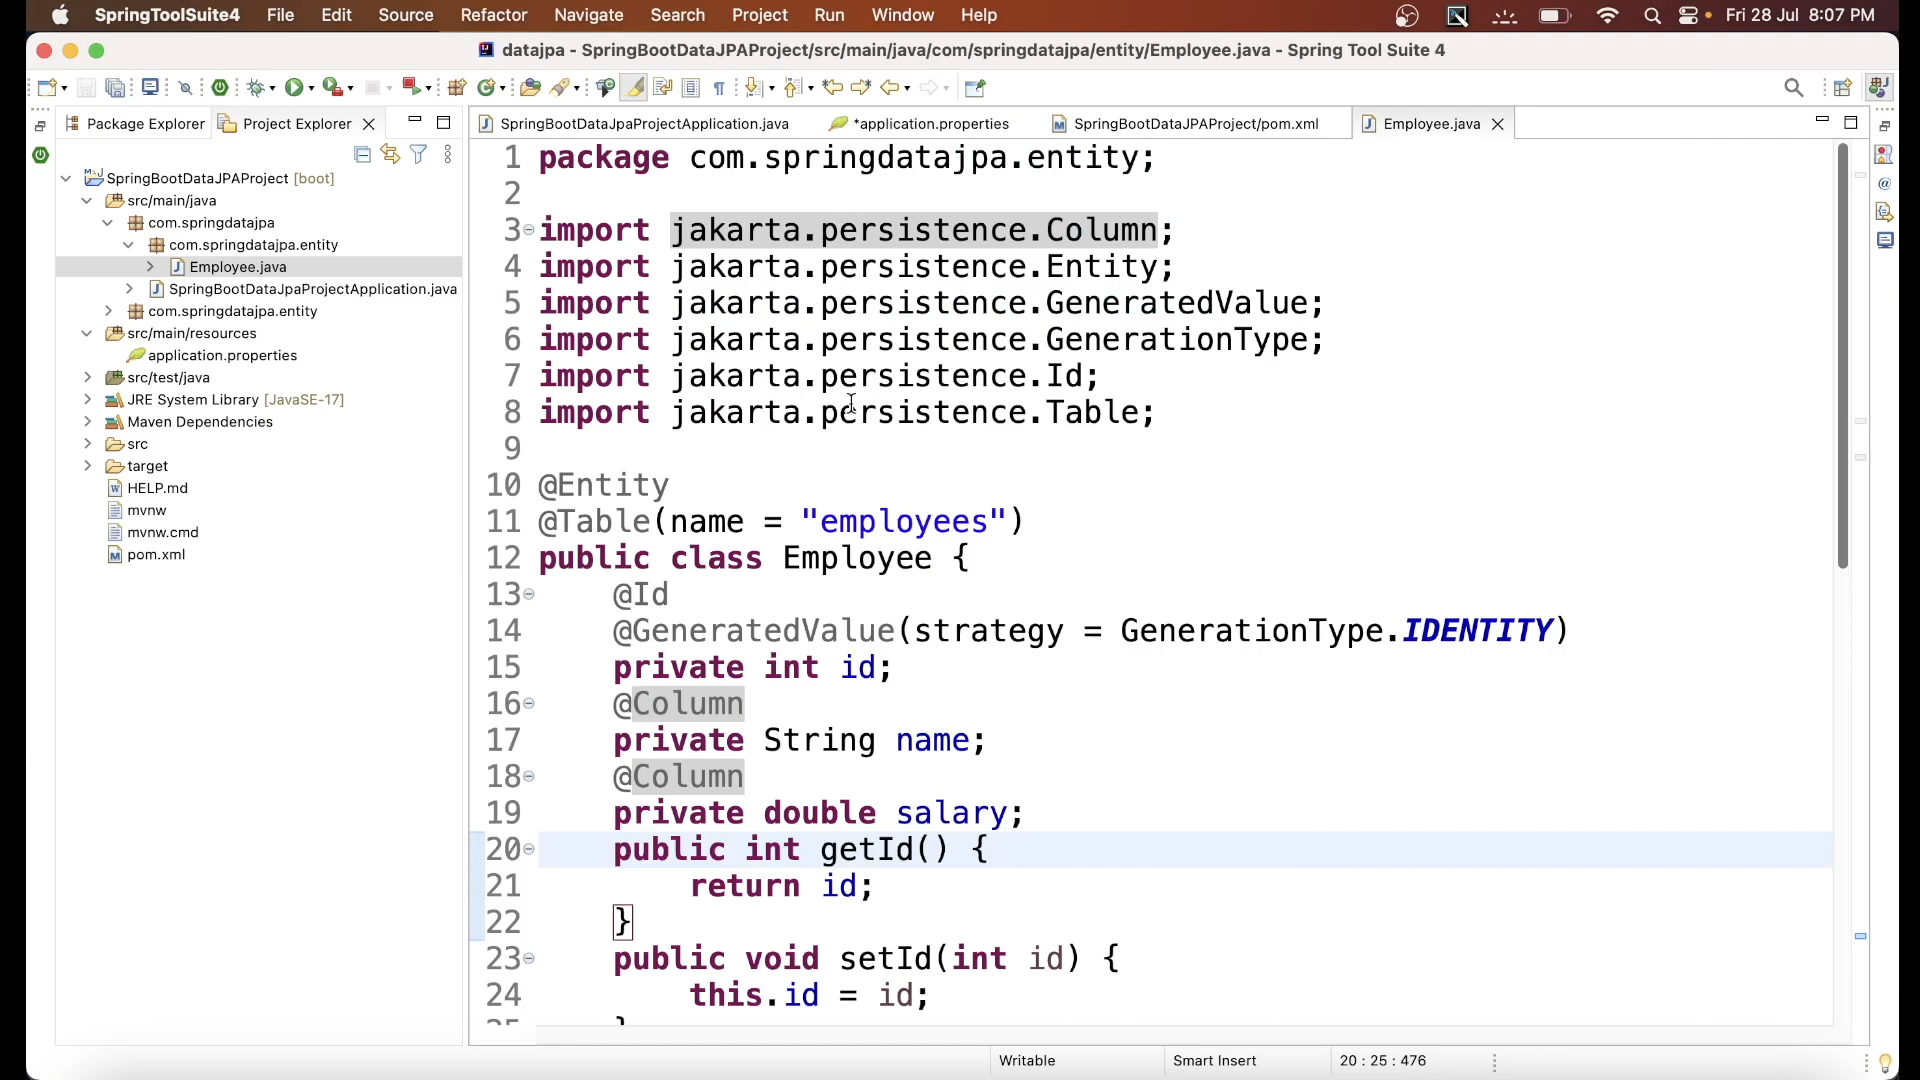 SpringToolSuite4 File Edit Source Refactor Navigate Search Project Run Window Help Fri 28 Jul 8:07 PM
datajpa - SpringBootDataJPAProject/src/main/java/com/springdatajpa/entity/Employee.java - Spring Tool Suite 4
Package Explorer Project Explorer
SpringBootDataJpaProjectApplication.java *application.properties SpringBootDataJPAProject/pom.xml Employee.java
SpringBootDataJPAProject [boot]
src/main/java
com.springdatajpa
com.springdatajpa.entity
Employee.java
SpringBootDataJpaProjectApplication.java
com.springdatajpa.entity
src/main/resources
application.properties
src/test/java
JRE System Library [JavaSE-17]
Maven Dependencies
src
target
HELP.md
mvnw
mvnw.cmd
pom.xml
1 package com.springdatajpa.entity;
2
3 import jakarta.persistence.Column;
4 import jakarta.persistence.Entity;
5 import jakarta.persistence.GeneratedValue;
6 import jakarta.persistence.GenerationType;
7 import jakarta.persistence.Id;
8 import jakarta.persistence.Table;
9
10 @Entity
11 @Table(name = "employees")
12 public class Employee {
13 @Id
14 @GeneratedValue(strategy = GenerationType.IDENTITY)
15 private int id;
16 @Column
17 private String name;
18 @Column
19 private double salary;
20 public int getId() {
21 return id;
22 }
23 public void setId(int id) {
24 this.id = id;
Writable Smart Insert 20 : 25 : 476